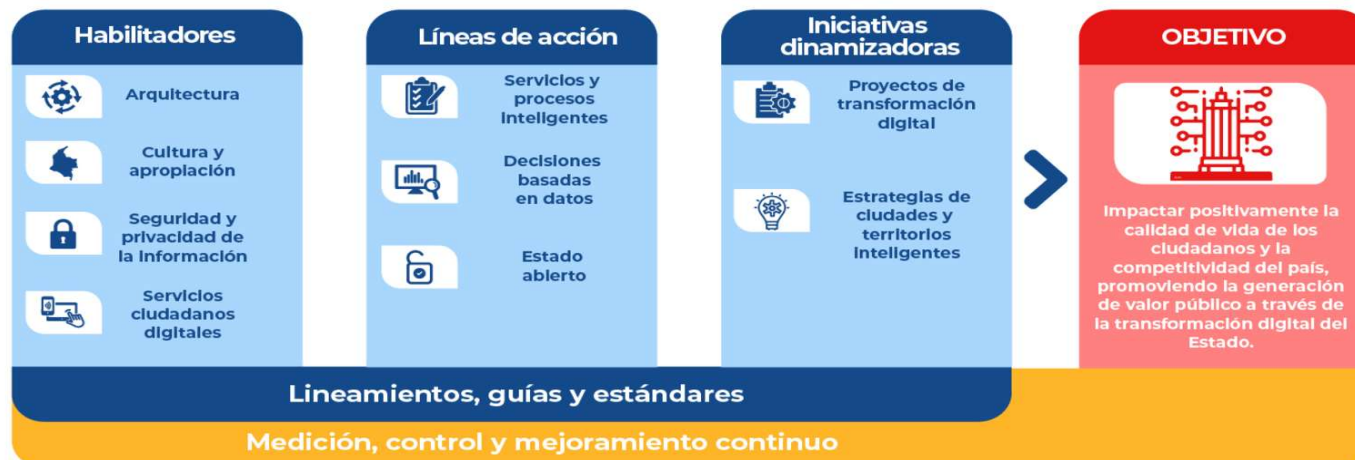 Habilitadores
Arquitectura
Cultura y
apropiación
Seguridad y
privacidad de
la información
Servicios
ciudadanos
digitales
Líneas de acción
Servicios y
procesos
inteligentes
Decisiones
basadas
en datos
Estado
abierto
Iniciativas
dinamizadoras
Proyectos de
transformación
digital
Estrategias de
ciudades y
territorios
inteligentes
OBJETIVO
Impactar positivamente la
calidad de vida de los
ciudadanos y la
competitividad del país,
promoviendo la generación
de valor público a través de
la transformación digital del
Estado.
Lineamientos, guías y estándares
Medición, control y mejoramiento continuo